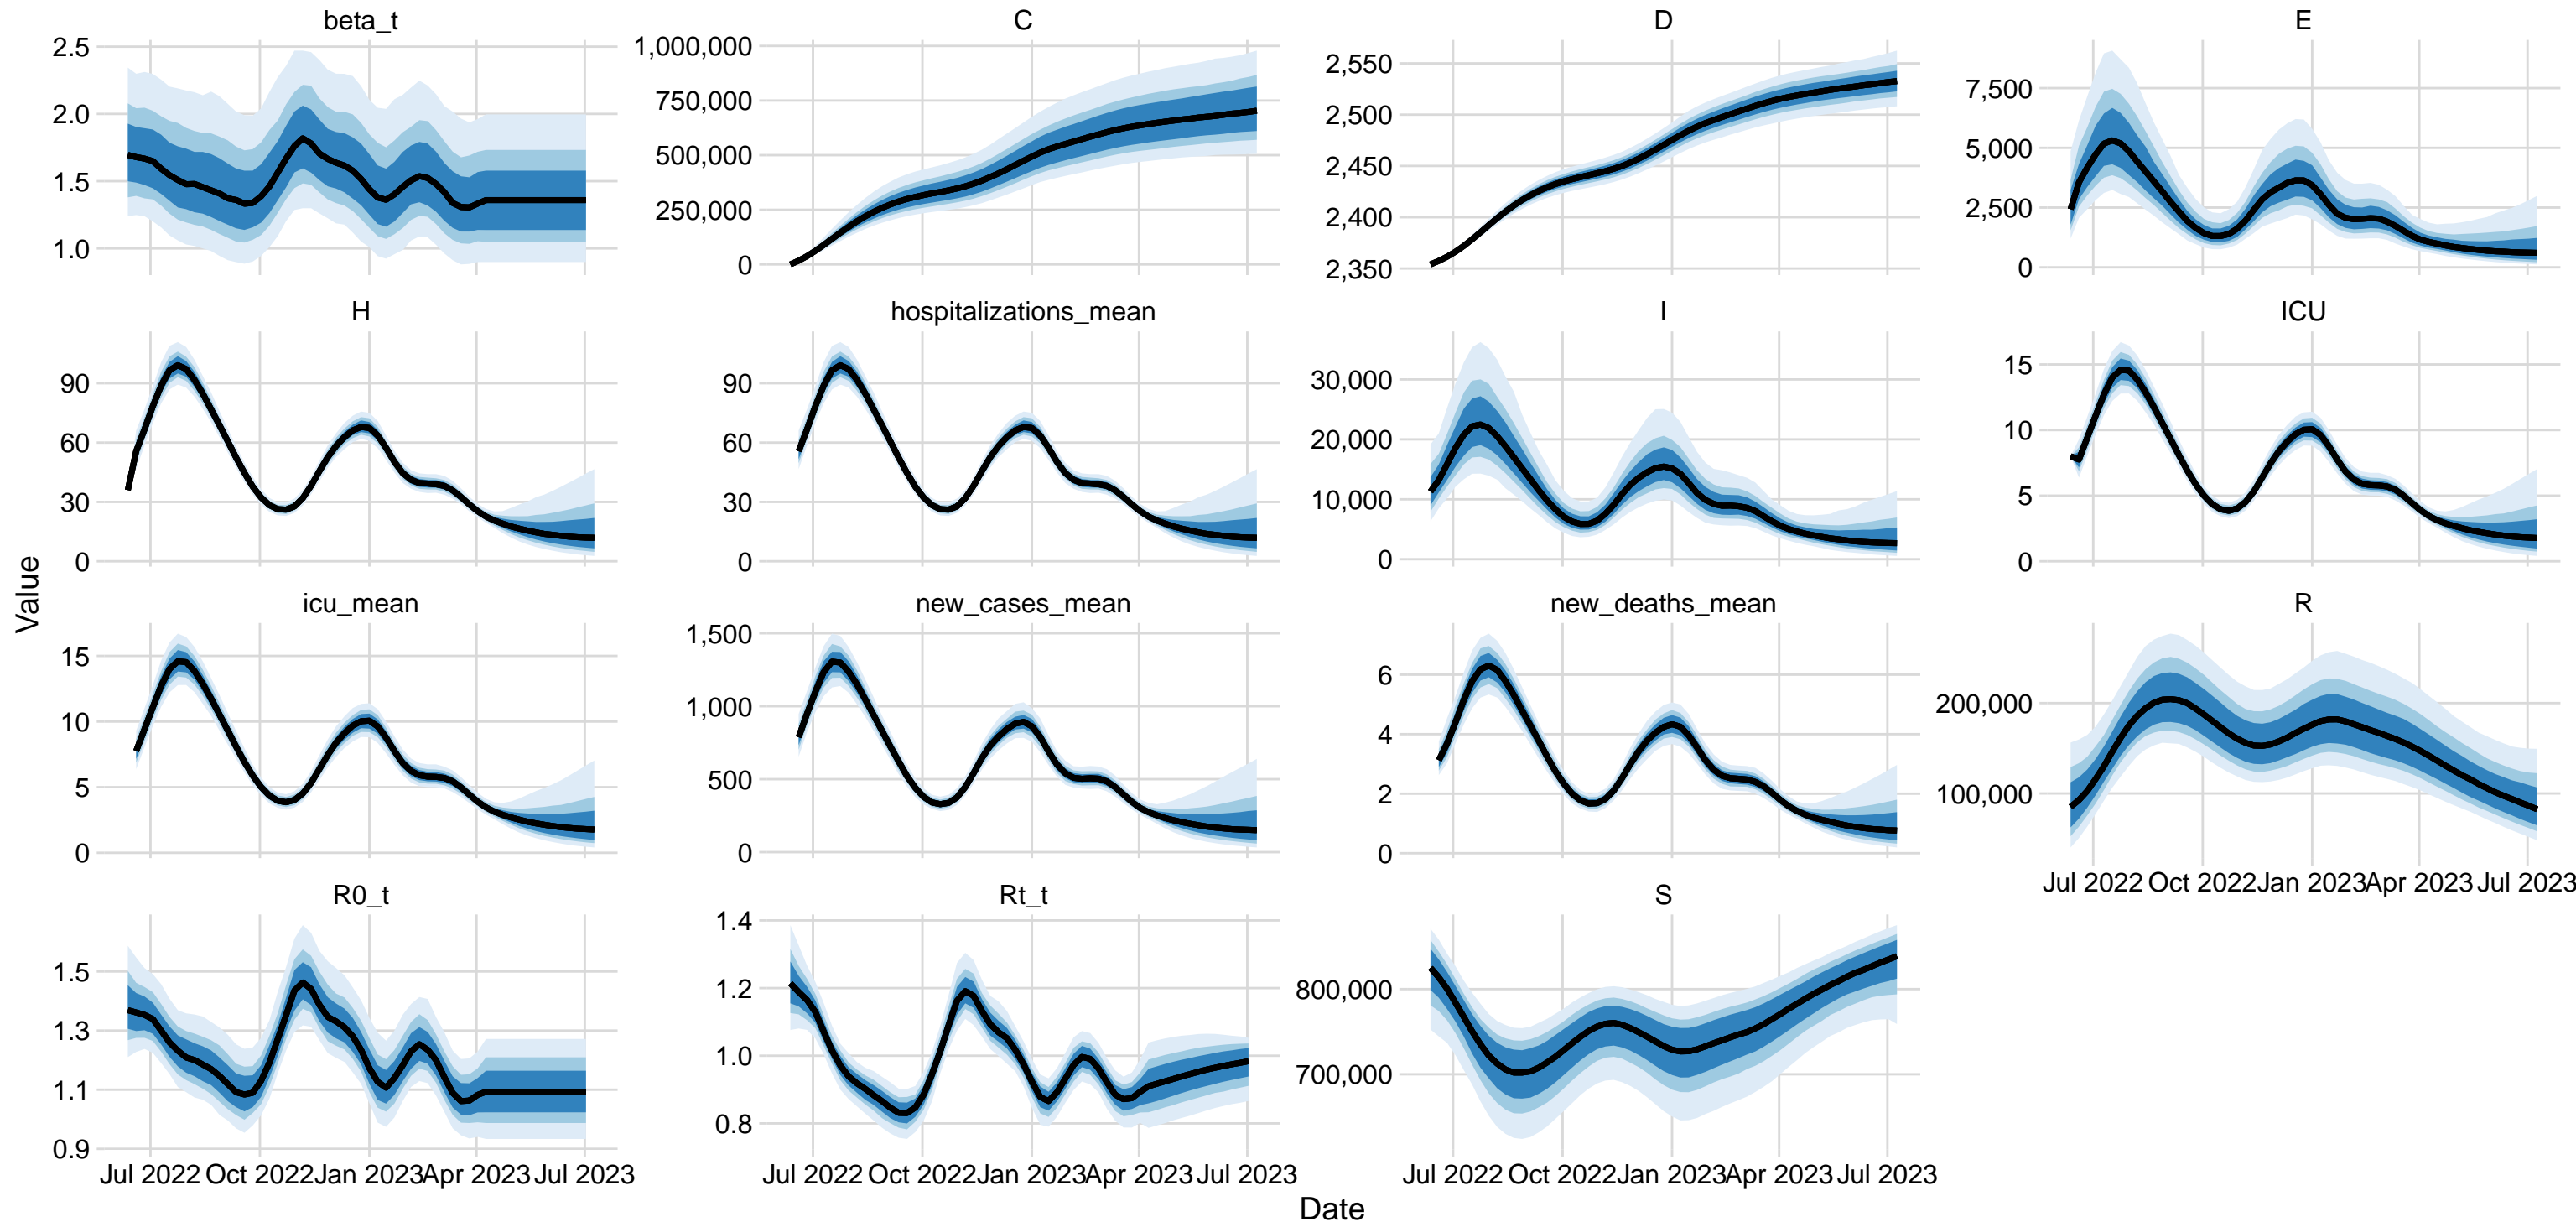 beta_t
C
D
E
2.5
2.0
1.5
1.0
1,000,000
750,000
500,000
250,000
0
2,550
2,500
2,450
2,400
2,350
7,500
5,000
2,500
0
H
hospitalizations_mean
I
ICU
90
60
30
0
90
60
30
0
30,000
20,000
10,000
0
15
10
5
0
Value
icu_mean
new_cases_mean
new_deaths_mean
R
15
10
5
0
1,500
1,000
500
0
6
4
2
0
200,000
100,000
Jul 2022 Oct 2022 Jan 2023 Apr 2023 Jul 2023
R0_t
Rt_t
S
1.5
1.3
1.1
0.9
1.4
1.2
1.0
0.8
800,000
700,000
Jul 2022 Oct 2022 Jan 2023 Apr 2023 Jul 2023
Jul 2022 Oct 2022 Jan 2023 Apr 2023 Jul 2023
Jul 2022 Oct 2022 Jan 2023 Apr 2023 Jul 2023
Date